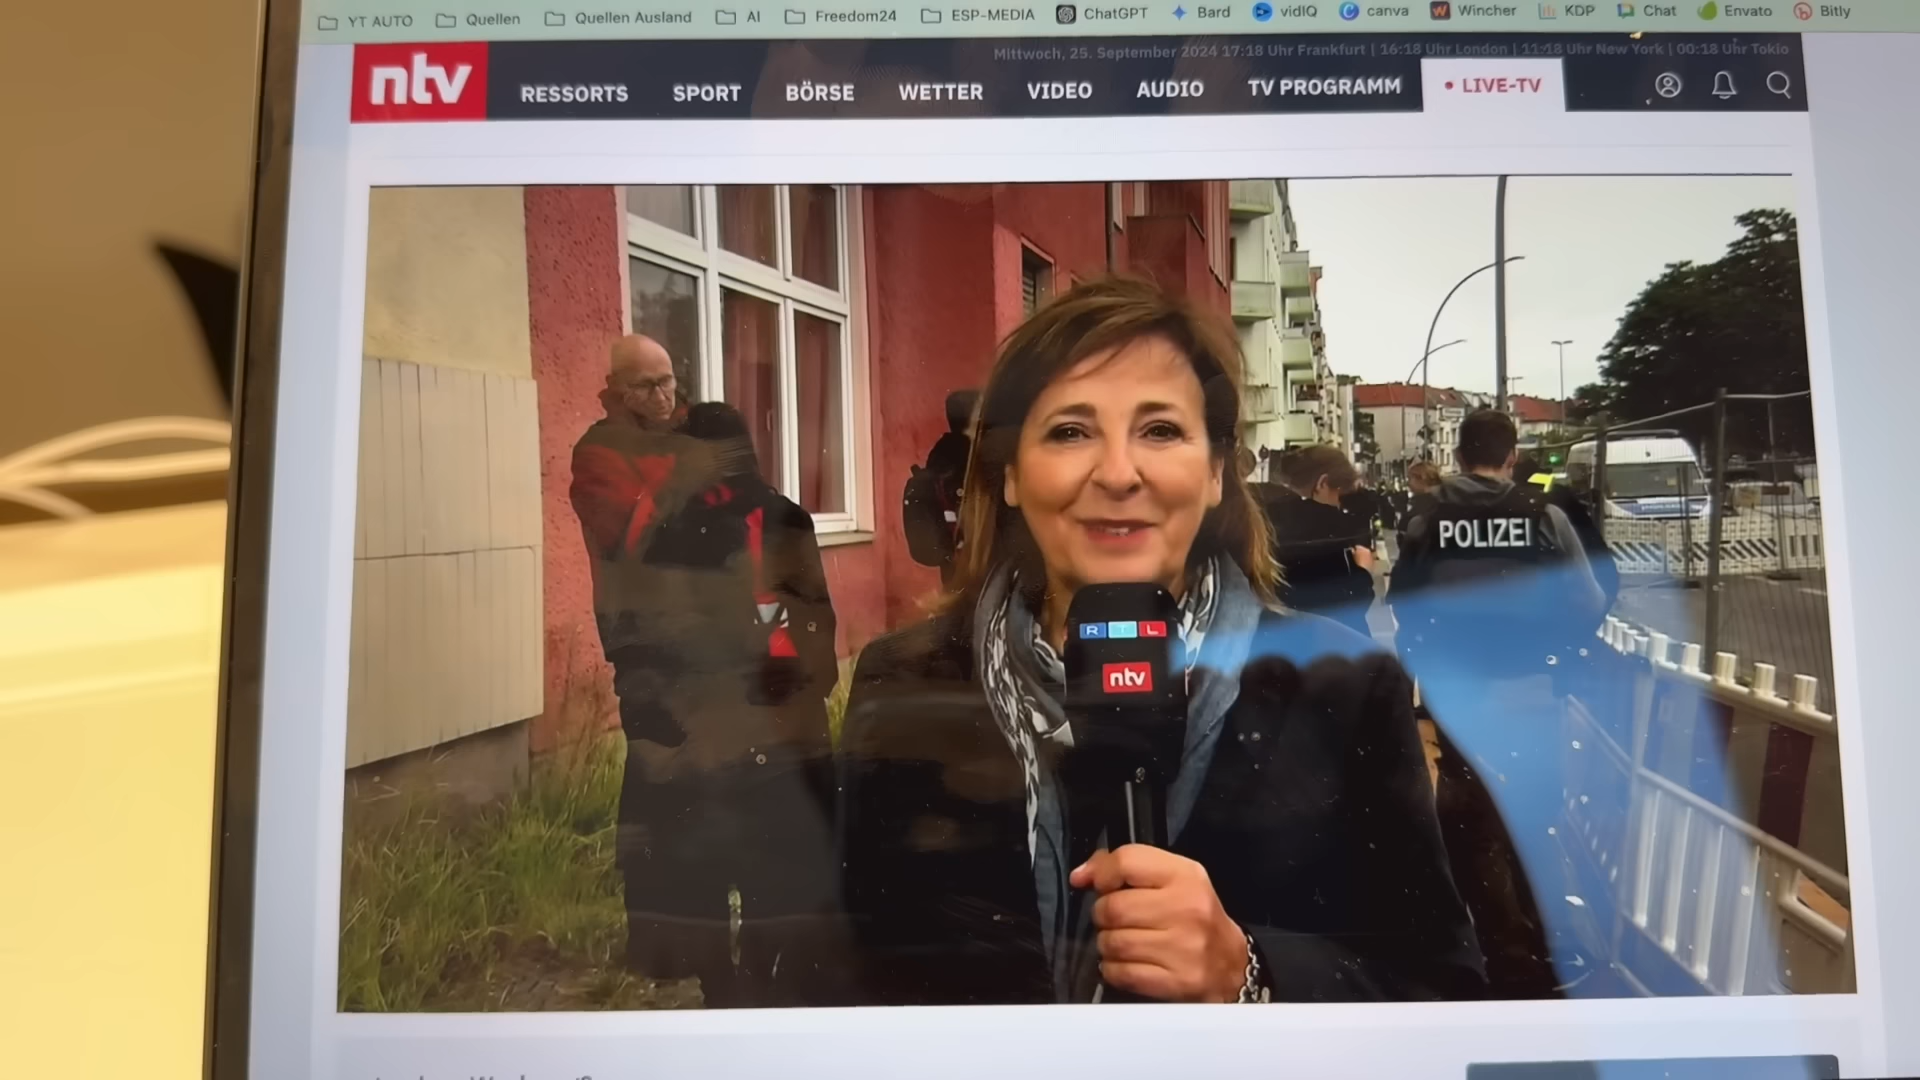 YT AUTO Quellen Quellen Ausland AI Freedom24 ESP-MEDIA ChatGPT Bard vidIQ canva Wincher KDP Chat Envato Bitly
Mittwoch, 25. September 2024 17:18 Uhr Frankfurt | 16:18 Uhr London | 11:18 Uhr New York | 00:18 Uhr Tokio
ntv RESSORTS SPORT BÖRSE WETTER VIDEO AUDIO TV PROGRAMM • LIVE-TV
POLIZEI
RTL
ntv